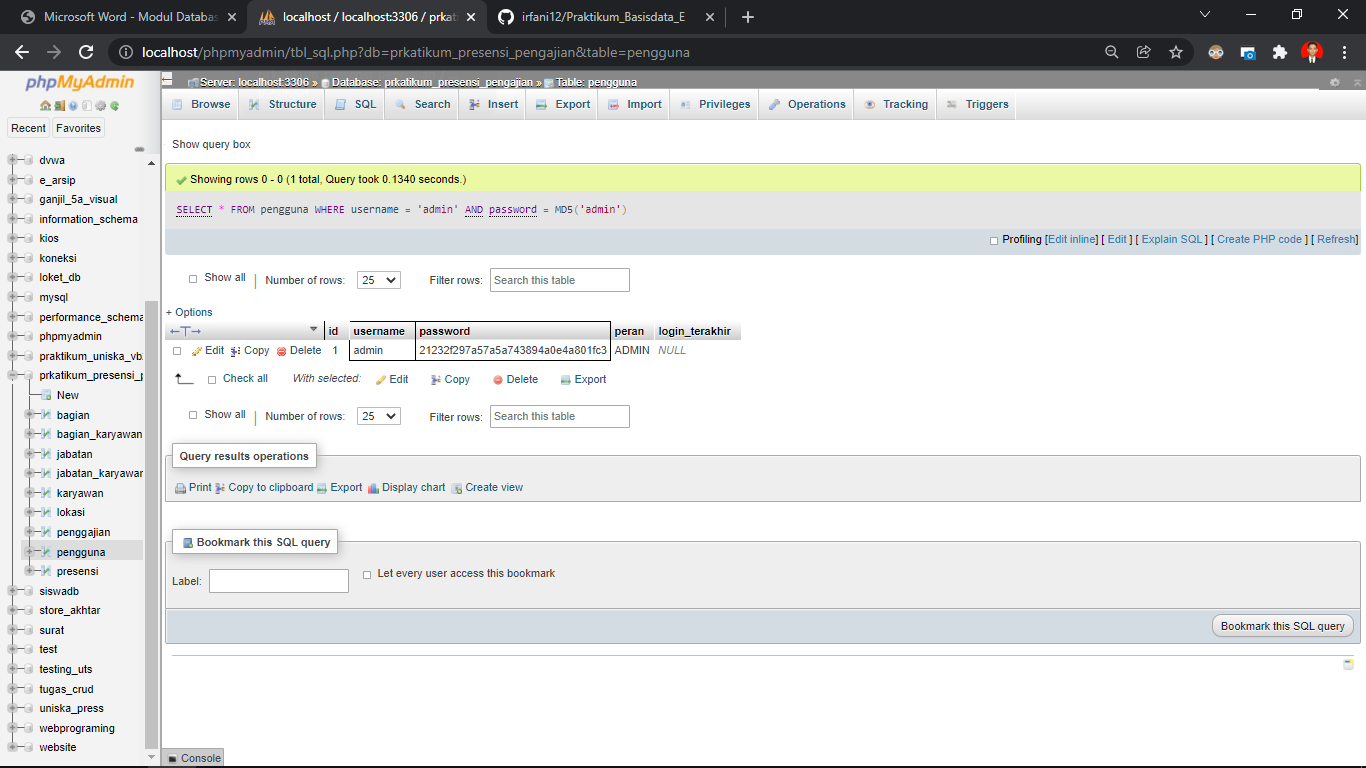 Microsoft Word - Modul Databas
localhost / localhost:3306 / prkati
irfani12/Praktikum_Basisdata_E
localhost/phpmyadmin/tbl_sql.php?db=prkatikum_presensi_pengajian&table=pengguna
phpMyAdmin
Recent Favorites
dvwa
e_arsip
ganjil_5a_visual
information_schema
kios
koneksi
loket_db
mysql
performance_schema
phpmyadmin
praktikum_uniska_vb
prkatikum_presensi_p
New
bagian
bagian_karyawan
jabatan
jabatan_karyawan
karyawan
lokasi
penggajian
pengguna
presensi
siswadb
store_akhtar
surat
test
testing_uts
tugas_crud
uniska_press
webprograming
website
Server: localhost:3306 » Database: prkatikum_presensi_pengajian » Table: pengguna
Browse Structure SQL Search Insert Export Import Privileges Operations Tracking Triggers
Show query box
Showing rows 0 - 0 (1 total, Query took 0.1340 seconds.)
SELECT * FROM pengguna WHERE username = 'admin' AND password = MD5('admin')
Profiling [Edit inline] [ Edit ] [ Explain SQL ] [ Create PHP code ] [ Refresh]
Show all Number of rows: 25 Filter rows: Search this table
+ Options
←T→ id username password peran login_terakhir
Edit Copy Delete 1 admin 21232f297a57a5a743894a0e4a801fc3 ADMIN NULL
Check all With selected: Edit Copy Delete Export
Show all Number of rows: 25 Filter rows: Search this table
Query results operations
Print Copy to clipboard Export Display chart Create view
Bookmark this SQL query
Label: Let every user access this bookmark
Bookmark this SQL query
Console